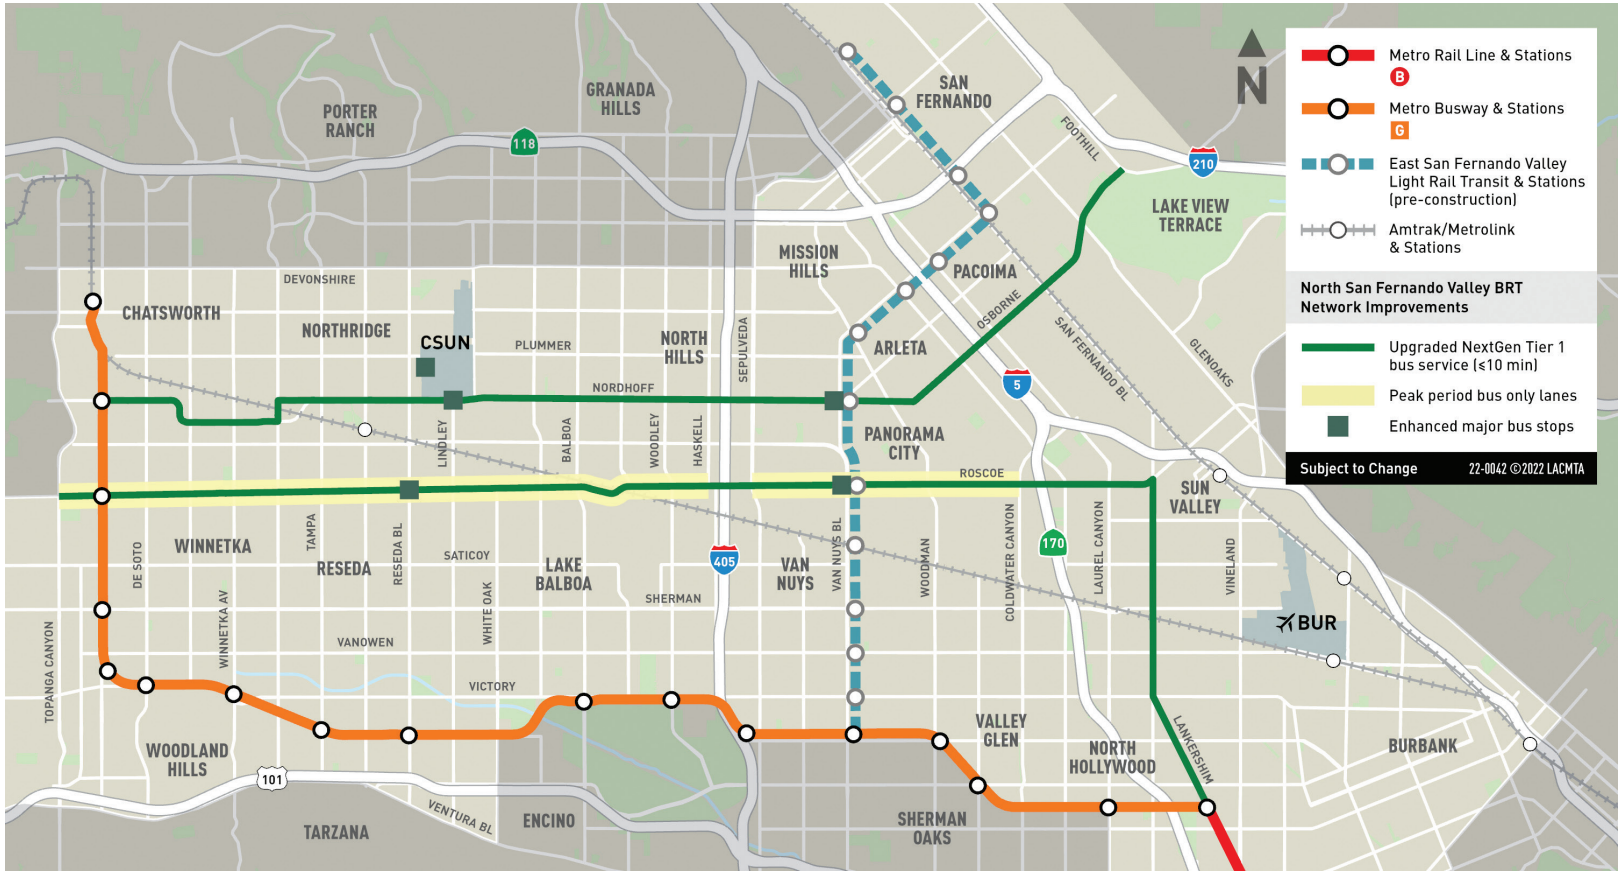 PORTER
RANCH
GRANADA
HILLS
118
SAN
FERNANDO
FOOTHILL
210
LAKE VIEW
TERRACE
N
MISSION
HILLS
PACOIMA
DEVONSHIRE
CHATSWORTH
NORTHRIDGE
CSUN
PLUMMER
NORTH
HILLS
SEPULVEDA
ARLETA
OSBORNE
SAN FERNANDO BL
GLENOAKS
5
NORDHOFF
LINDLEY
BALBOA
WOODLEY
HASKELL
PANORAMA
CITY
ROSCOE
SUN
VALLEY
DE SOTO
WINNETKA
TAMPA
RESEDA
RESEDA BL
SATICOY
WHITE OAK
LAKE
BALBOA
SHERMAN
405
VAN
NUYS
VAN NUYS BL
WOODMAN
COLDWATER CANYON
170
LAUREL CANYON
VINELAND
BUR
TOPANGA CANYON
WINNETKA AV
VANOWEN
VICTORY
WOODLAND
HILLS
101
VENTURA BL
TARZANA
ENCINO
VALLEY
GLEN
NORTH
HOLLYWOOD
LANKERSHIM
BURBANK
SHERMAN
OAKS
Metro Rail Line & Stations
B
Metro Busway & Stations
G
East San Fernando Valley
Light Rail Transit & Stations
(pre-construction)
Amtrak/Metrolink
& Stations
North San Fernando Valley BRT
Network Improvements
Upgraded NextGen Tier 1
bus service (≤10 min)
Peak period bus only lanes
Enhanced major bus stops
Subject to Change
22-0042 ©2022 LACMTA